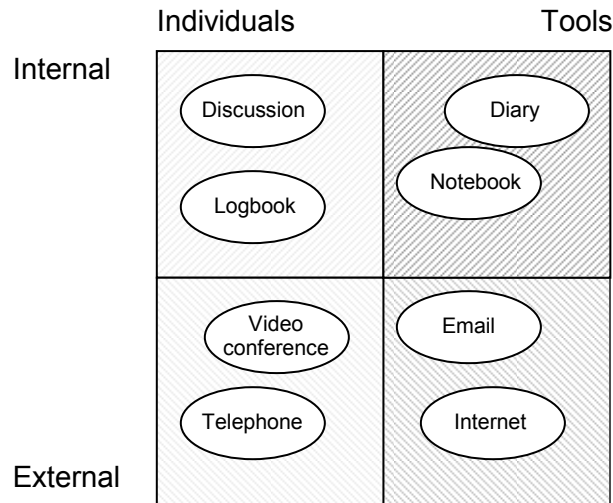 Individuals Tools
Internal
Discussion
Diary
Logbook
Notebook
Video
conference
Email
Telephone
Internet
External